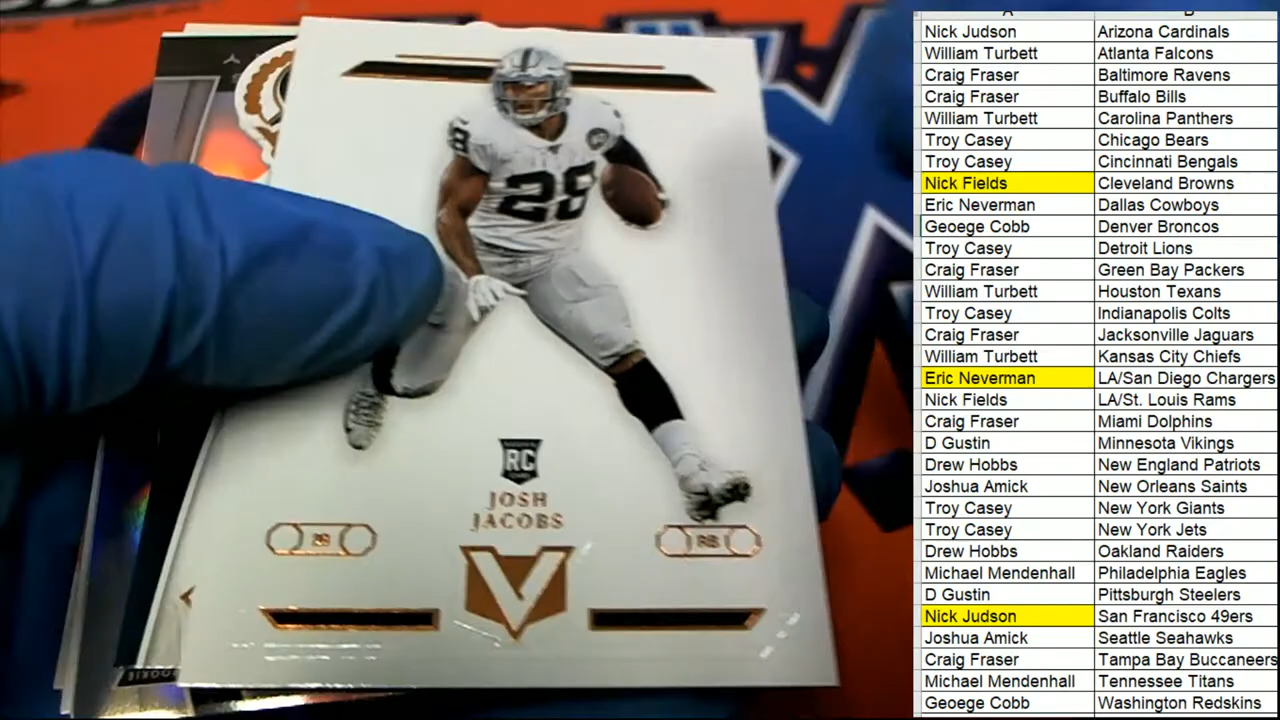 28
28
RC
JOSH
JACOBS
28
RB
V
Nick Judson Arizona Cardinals
William Turbett Atlanta Falcons
Craig Fraser Baltimore Ravens
Craig Fraser Buffalo Bills
William Turbett Carolina Panthers
Troy Casey Chicago Bears
Troy Casey Cincinnati Bengals
Nick Fields Cleveland Browns
Eric Neverman Dallas Cowboys
Geoege Cobb Denver Broncos
Troy Casey Detroit Lions
Craig Fraser Green Bay Packers
William Turbett Houston Texans
Troy Casey Indianapolis Colts
Craig Fraser Jacksonville Jaguars
William Turbett Kansas City Chiefs
Eric Neverman LA/San Diego Chargers
Nick Fields LA/St. Louis Rams
Craig Fraser Miami Dolphins
D Gustin Minnesota Vikings
Drew Hobbs New England Patriots
Joshua Amick New Orleans Saints
Troy Casey New York Giants
Troy Casey New York Jets
Drew Hobbs Oakland Raiders
Michael Mendenhall Philadelphia Eagles
D Gustin Pittsburgh Steelers
Nick Judson San Francisco 49ers
Joshua Amick Seattle Seahawks
Craig Fraser Tampa Bay Buccaneers
Michael Mendenhall Tennessee Titans
Geoege Cobb Washington Redskins